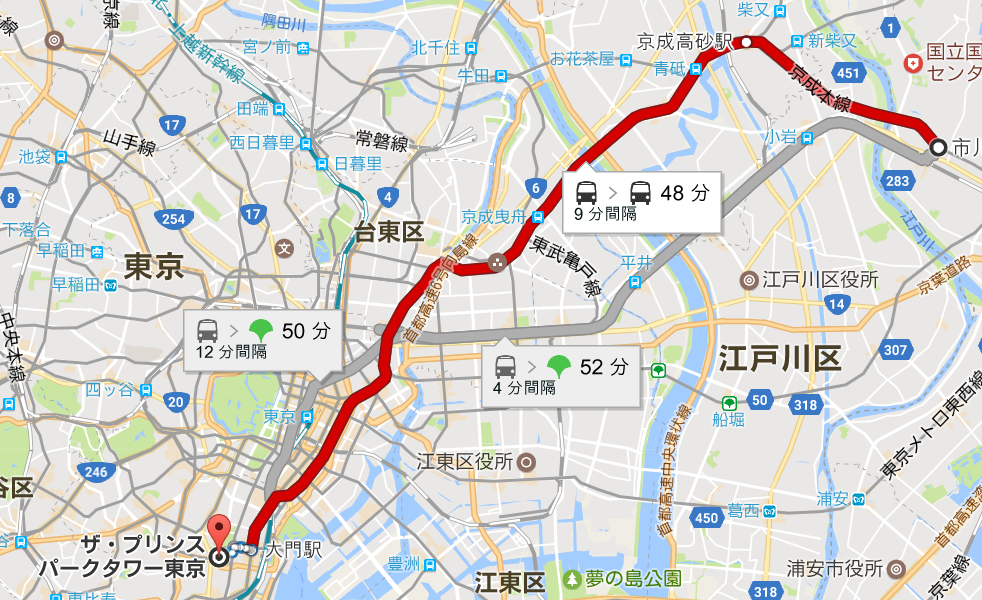 隅田川
北・上越新幹線
宮ノ前
北千住
柴又
京成高砂駅
新柴又
1
国立国
センタ
お花茶屋
青砥
451
京成本線
牛田
田端
17
山手線
常磐線
西日暮里
日暮里
池袋
小岩
市川
283
8
254
17
4
6
48 分
9 分間隔
京成曳舟
江戸川
下落合
早稲田
文
台東区
東京
早稲田
首都高速6号向島線
東武亀戸線
平井
江戸川区役所
京葉道路
14
50 分
12 分間隔
52 分
4 分間隔
中央本線
江戸川区
307
四ッ谷
20
東京
船堀
50
318
東京メトロ東西線
246
谷区
江東区役所
首都高速中央環状線
浦安
450
葛西
首都高速湾
ザ・プリンス
パークタワー東京
大門駅
豊洲
江東区
夢の島公園
318
浦安市役所
京葉線
恵比寿